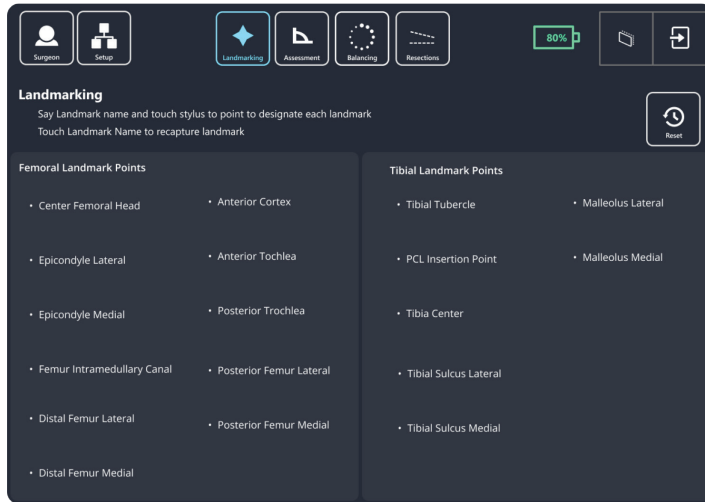 Surgeon
Setup
Landmarking
Assessment
Balancing
Resections
80%
Landmarking
Say Landmark name and touch stylus to point to designate each landmark
Touch Landmark Name to recapture landmark
Reset
Femoral Landmark Points
• Center Femoral Head
• Epicondyle Lateral
• Epicondyle Medial
• Femur Intramedullary Canal
• Distal Femur Lateral
• Distal Femur Medial
• Anterior Cortex
• Anterior Tochlea
• Posterior Trochlea
• Posterior Femur Lateral
• Posterior Femur Medial
Tibial Landmark Points
• Tibial Tubercle
• PCL Insertion Point
• Tibia Center
• Tibial Sulcus Lateral
• Tibial Sulcus Medial
• Malleolus Lateral
• Malleolus Medial